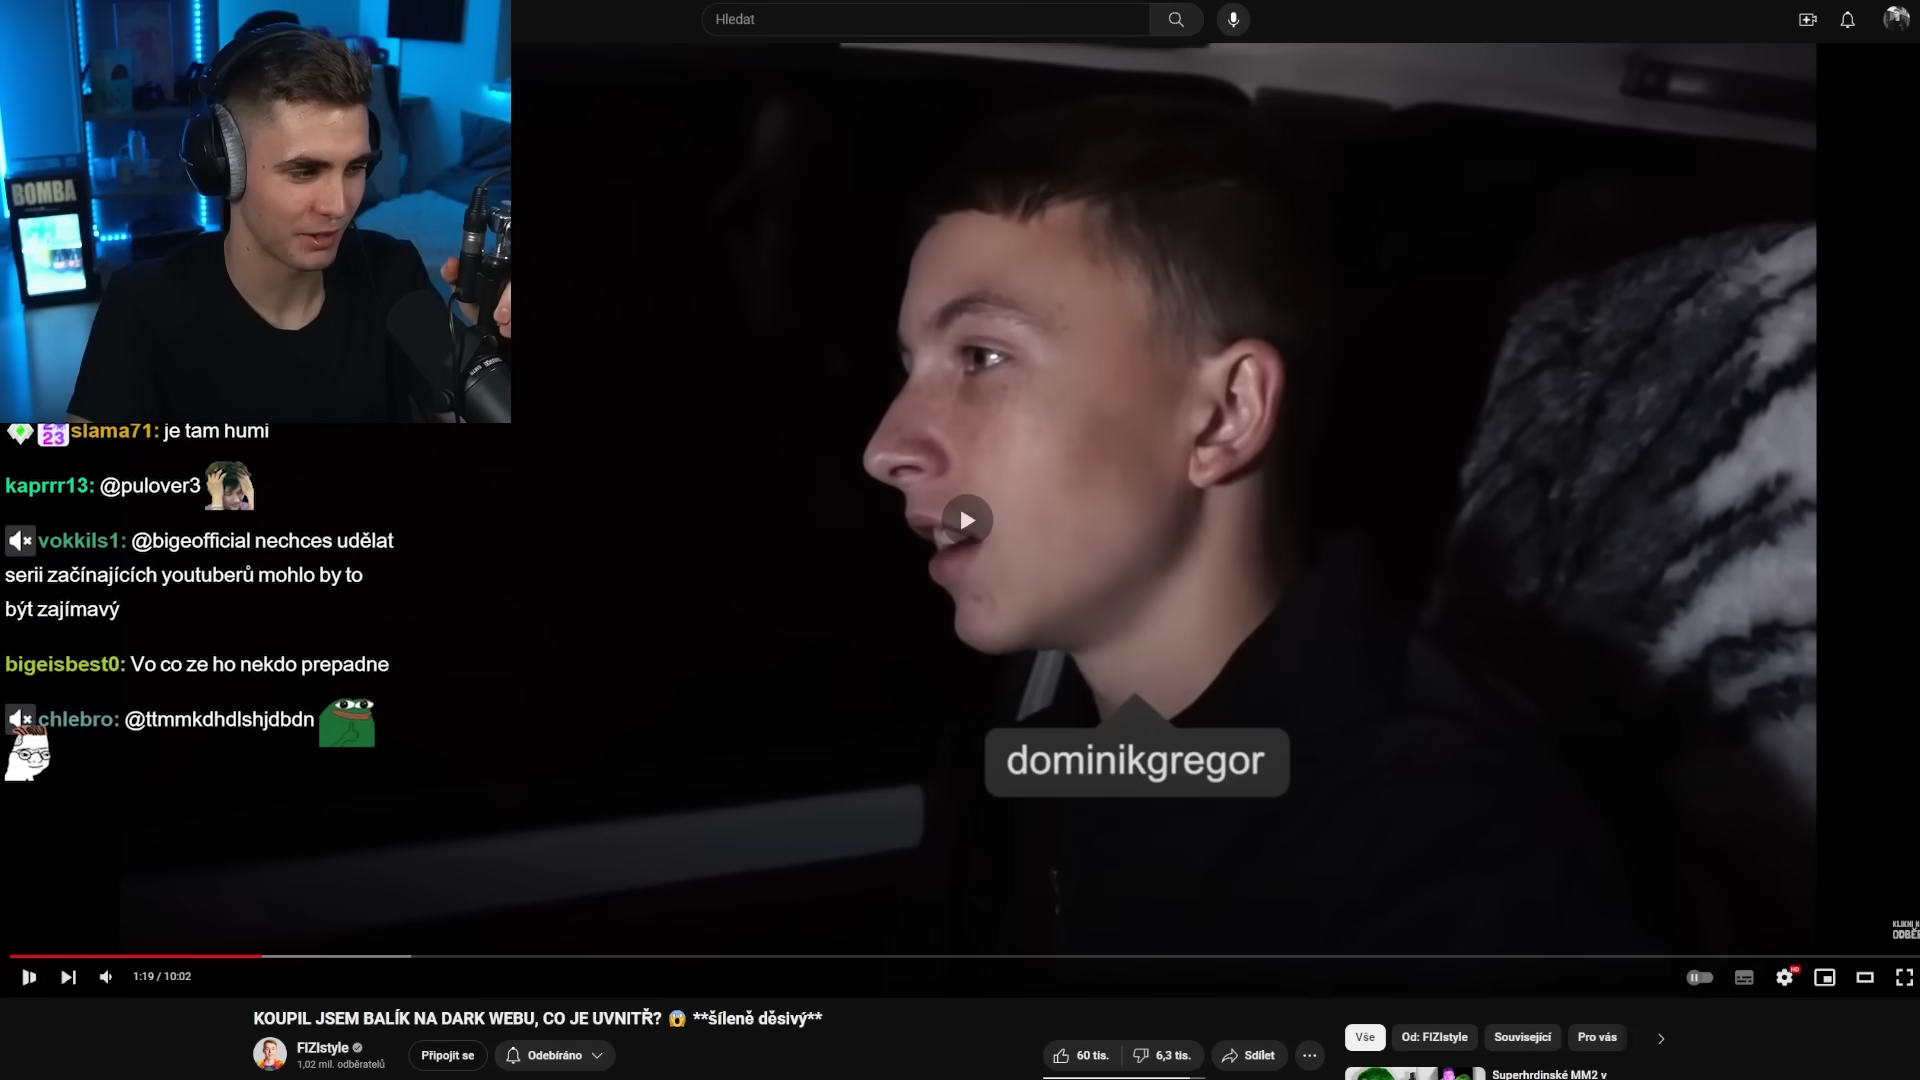 Hledat
BOMBA
slama71: je tam humi
kaprrr13: @pulover3
vokkils1: @bigeofficial nechces udělat
serii začínajících youtuberů mohlo by to
být zajímavý
bigeisbest0: Vo co ze ho nekdo prepadne
chlebro: @ttmmkdhdlshjdbdn
dominikgregor
1:19 / 10:02
HD
KOUPIL JSEM BALÍK NA DARK WEBU, CO JE UVNITŘ? 😱 **šíleně děsivý**
FIZIstyle
1,02 mil. odběratelů
Připojit se
Odebíráno
60 tis.
6,3 tis.
Sdílet
Vše
Od: FIZIstyle
Související
Pro vás
Superhrdinské MM2 v